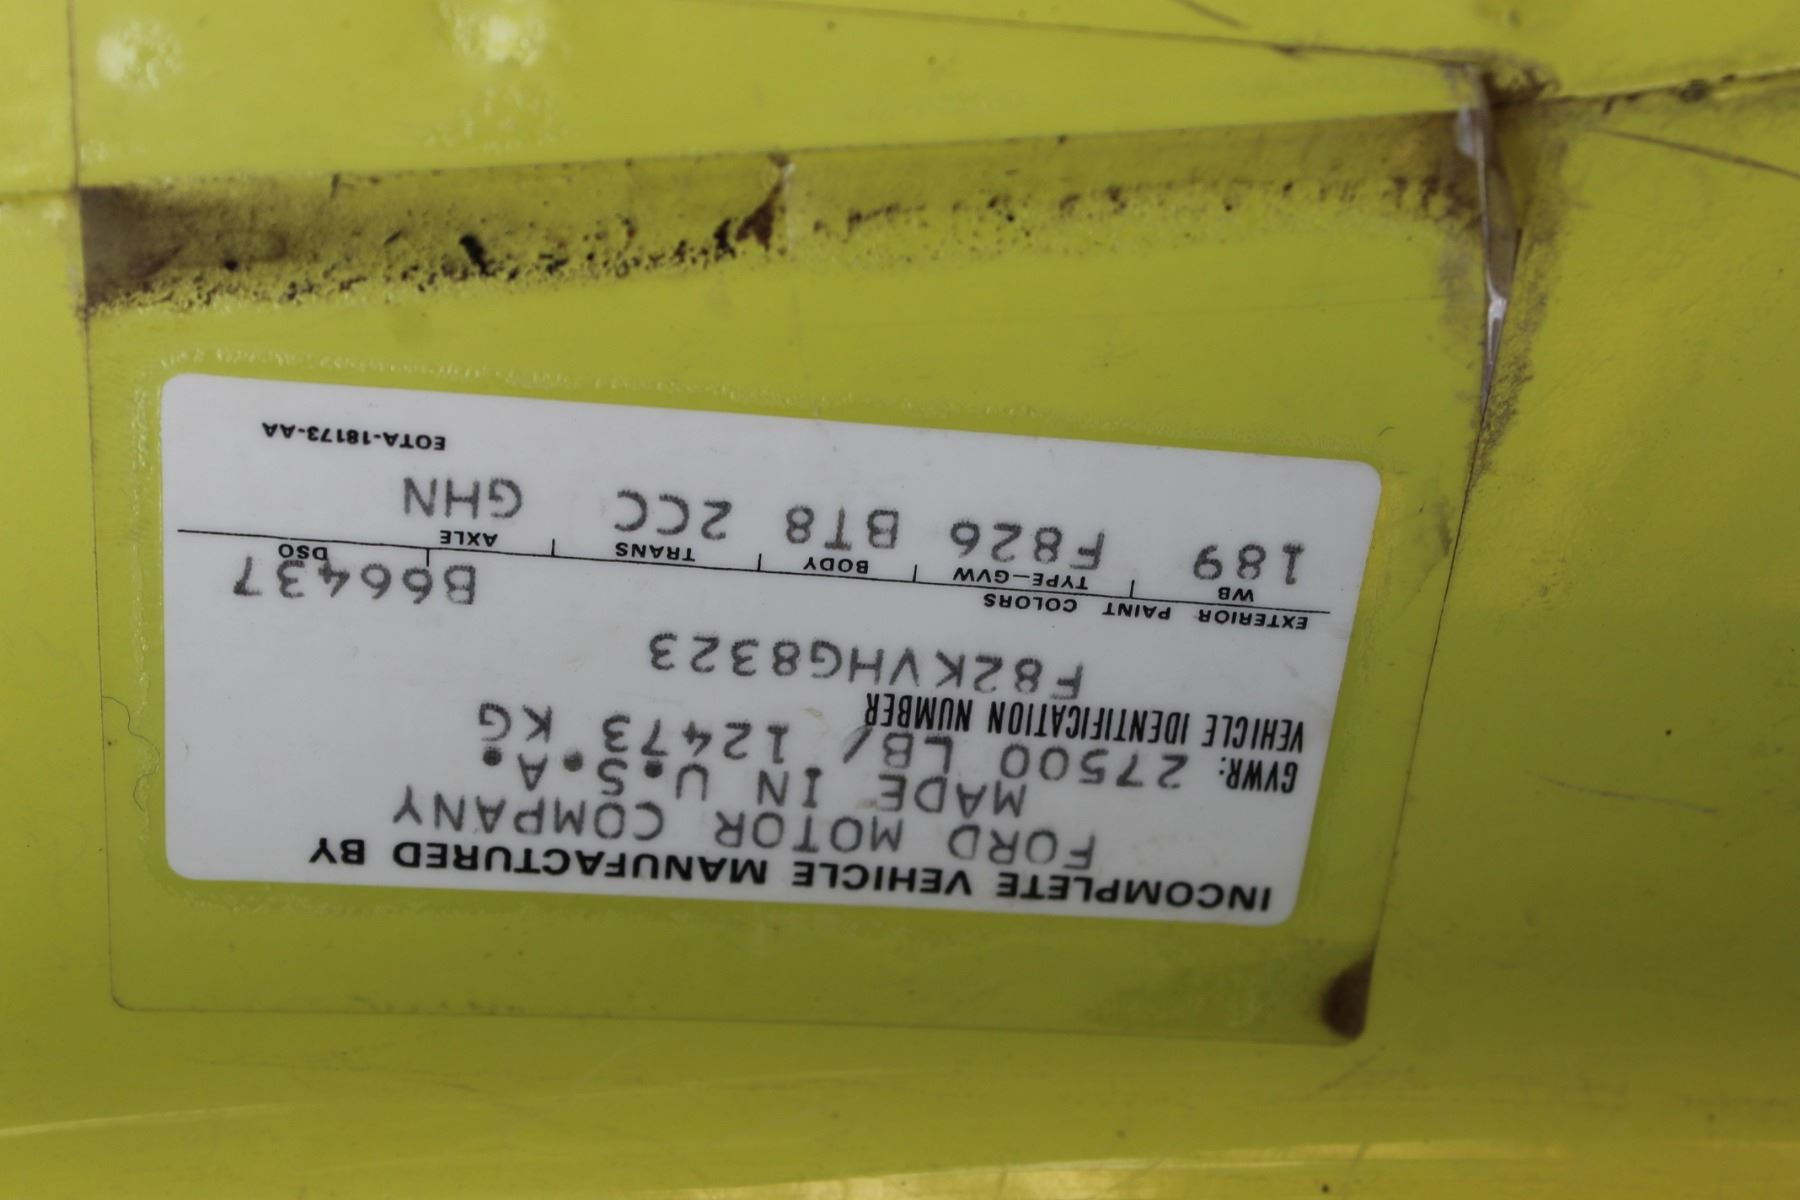 INCOMPLETE VEHICLE MANUFACTURED BY
FORD MOTOR COMPANY
MADE IN U.S.A.
GVWR: 27500 LB/ 12473 KG
VEHICLE IDENTIFICATION NUMBER
F82KVHG8323
EXTERIOR PAINT COLORS B66437
WB TYPE-GVW BODY TRANS AXLE DSO
189 F826 BT8 2CC GHN
EOTA-18173-AA